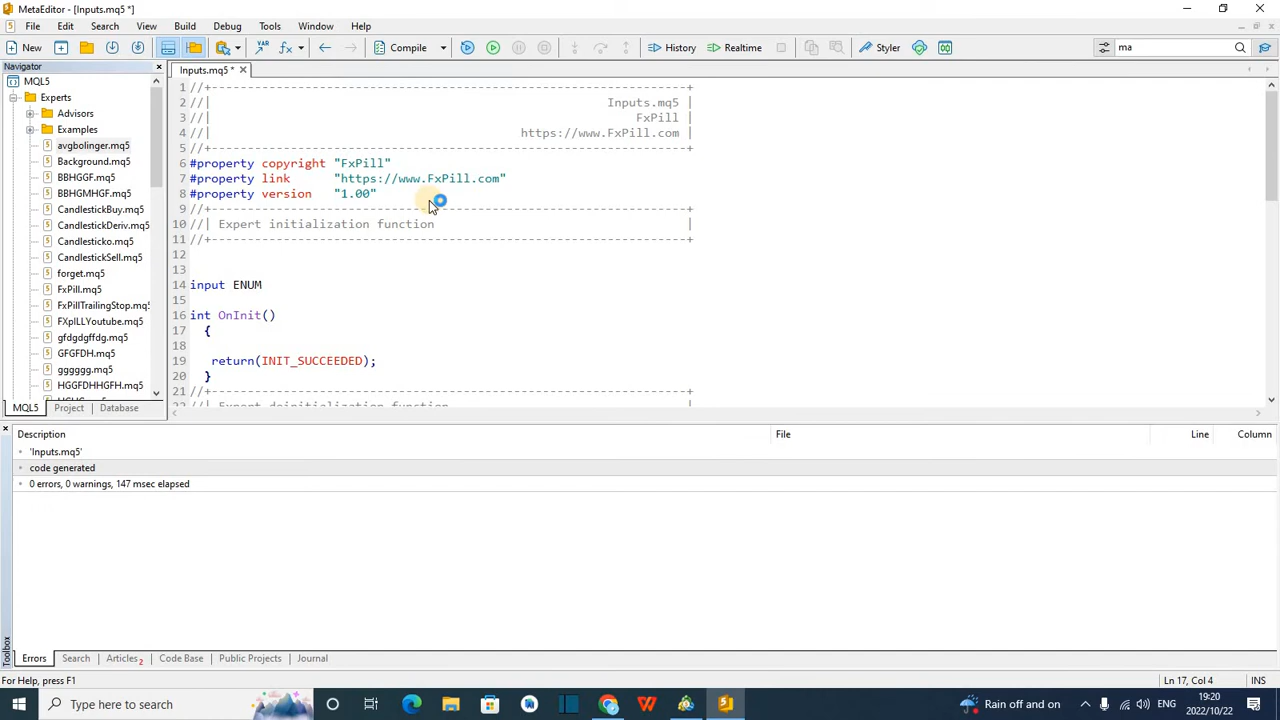 MetaEditor - [Inputs.mq5 *]
File Edit Search View Build Debug Tools Window Help
New Compile History Realtime Styler ma
Navigator
MQL5
Experts
Advisors
Examples
avgbolinger.mq5
Background.mq5
BBHGGF.mq5
BBHGMHGF.mq5
CandlestickBuy.mq5
CandlestickDeriv.mq5
Candlesticko.mq5
CandlestickSell.mq5
forget.mq5
FxPill.mq5
FxPillTrailingStop.mq5
FXplLLYoutube.mq5
gfdgdgffdg.mq5
GFGFDH.mq5
gggggg.mq5
HGGFDHHGFH.mq5
MQL5 Project Database
Inputs.mq5 *
1 //+------------------------------------------------------------------+
2 //| Inputs.mq5 |
3 //| FxPill |
4 //| https://www.FxPill.com |
5 //+------------------------------------------------------------------+
6 #property copyright "FxPill"
7 #property link "https://www.FxPill.com"
8 #property version "1.00"
9 //+------------------------------------------------------------------+
10 //| Expert initialization function |
11 //+------------------------------------------------------------------+
12
13
14 input ENUM
15
16 int OnInit()
17 {
18
19 return(INIT_SUCCEEDED);
20 }
21 //+------------------------------------------------------------------+
22 //| Expert deinitialization function
Description File Line Column
'Inputs.mq5'
code generated
0 errors, 0 warnings, 147 msec elapsed
Toolbox
Errors Search Articles 2 Code Base Public Projects Journal
For Help, press F1 Ln 17, Col 4 INS
Type here to search
Rain off and on ENG 19:20
2022/10/22